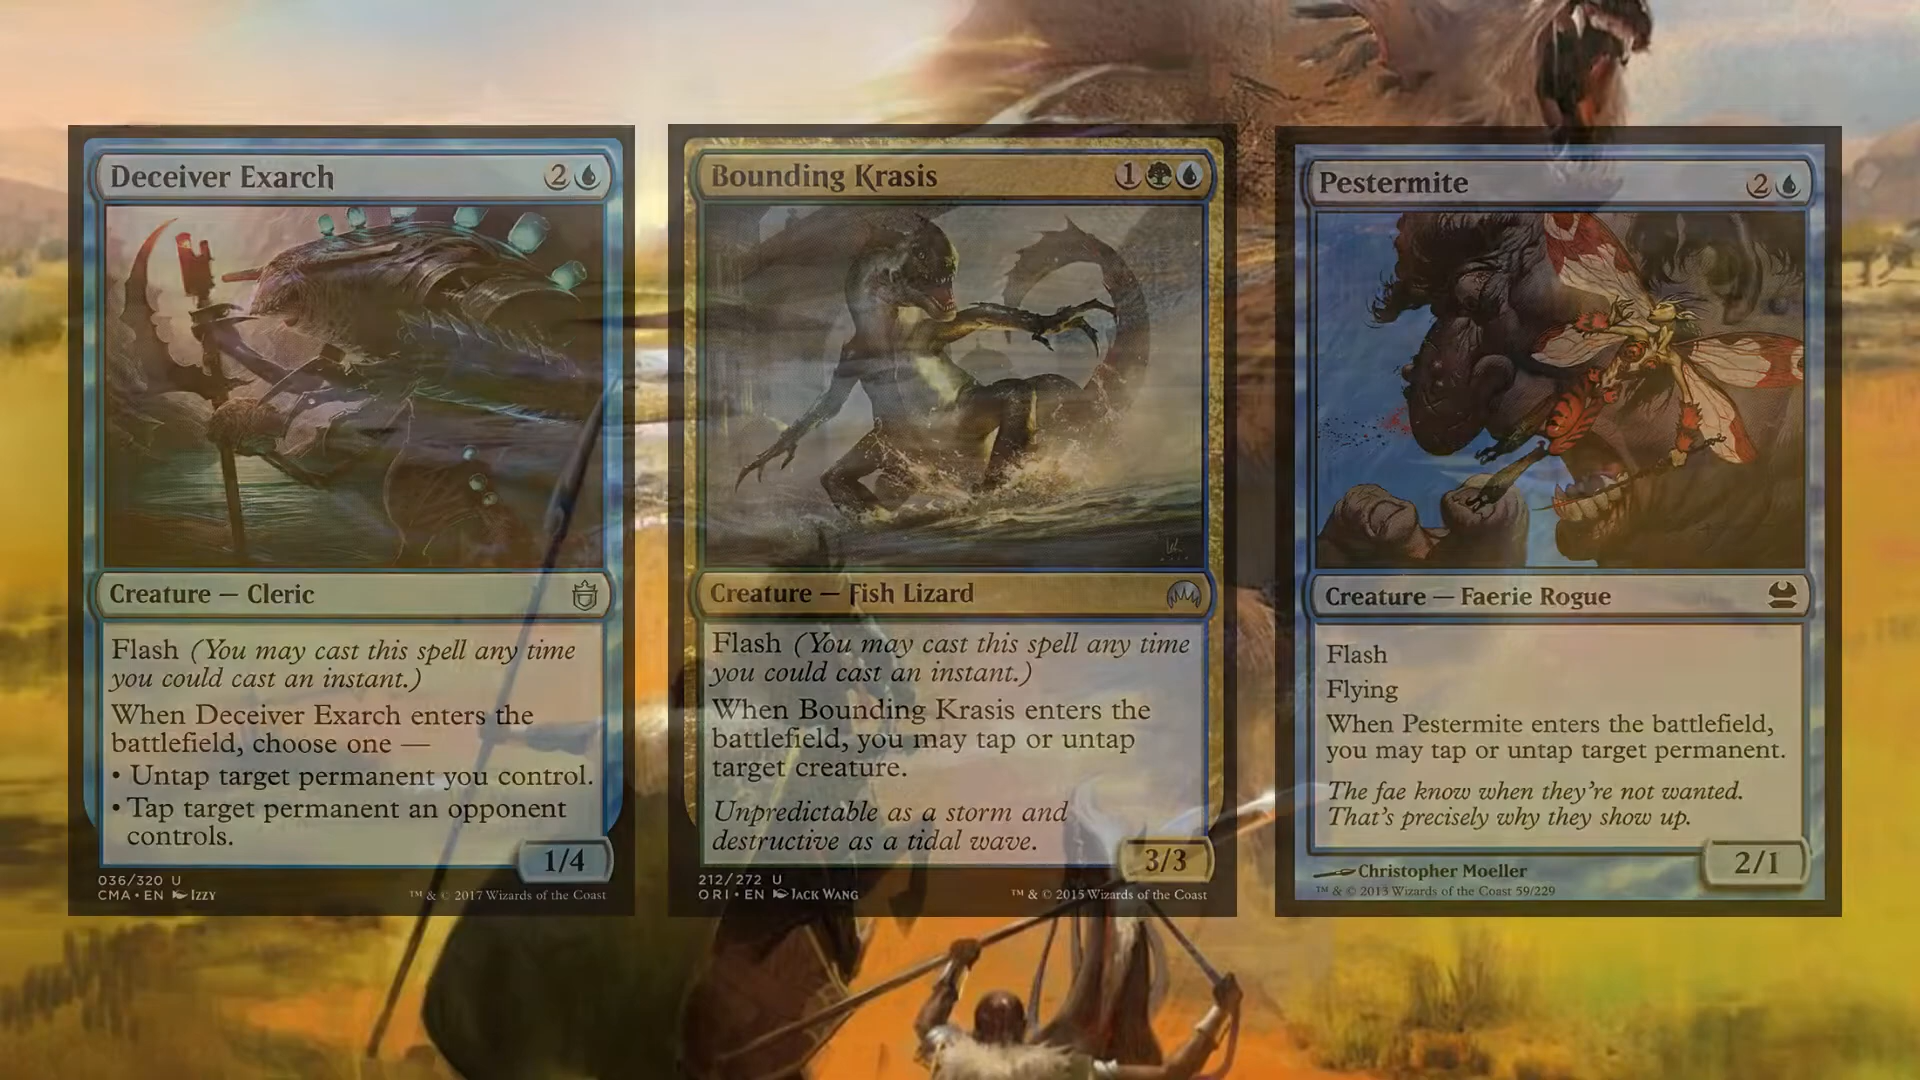 Deceiver Exarch 2
Creature — Cleric
Flash (You may cast this spell any time
you could cast an instant.)
When Deceiver Exarch enters the
battlefield, choose one —
• Untap target permanent you control.
• Tap target permanent an opponent
controls.
1/4
036/320 U
CMA • EN Izzy
™ & © 2017 Wizards of the Coast
Bounding Krasis 1
Creature — Fish Lizard
Flash (You may cast this spell any time
you could cast an instant.)
When Bounding Krasis enters the
battlefield, you may tap or untap
target creature.
Unpredictable as a storm and
destructive as a tidal wave.
3/3
212/272 U
ORI • EN Jack Wang
™ & © 2015 Wizards of the Coast
Pestermite 2
Creature — Faerie Rogue
Flash
Flying
When Pestermite enters the battlefield,
you may tap or untap target permanent.
The fae know when they’re not wanted.
That’s precisely why they show up.
2/1
Christopher Moeller
™ & © 2013 Wizards of the Coast 59/229